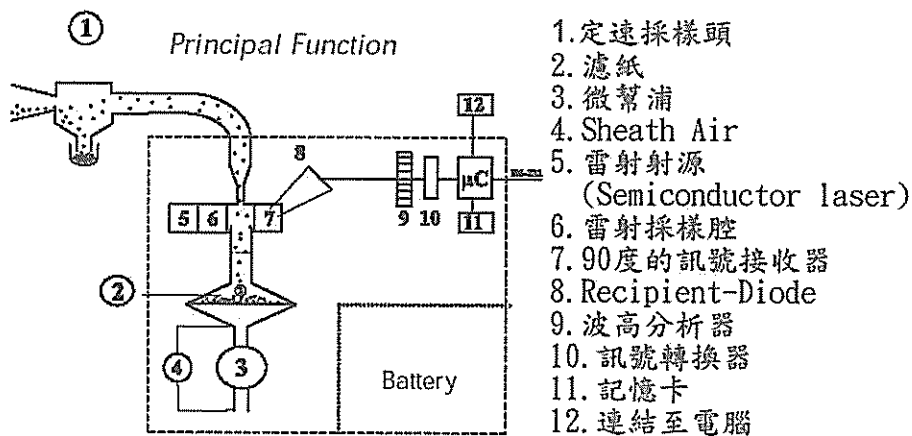 ①
Principal Function
1.定速採樣頭
2.濾紙
3.微幫浦
4.Sheath Air
5.雷射射源
(Semiconductor laser)
6.雷射採樣腔
7.90度的訊號接收器
8.Recipient-Diode
9.波高分析器
10.訊號轉換器
11.記憶卡
12.連結至電腦
12
8
μC
5 6 7
9 10
11
②
4
3
Battery